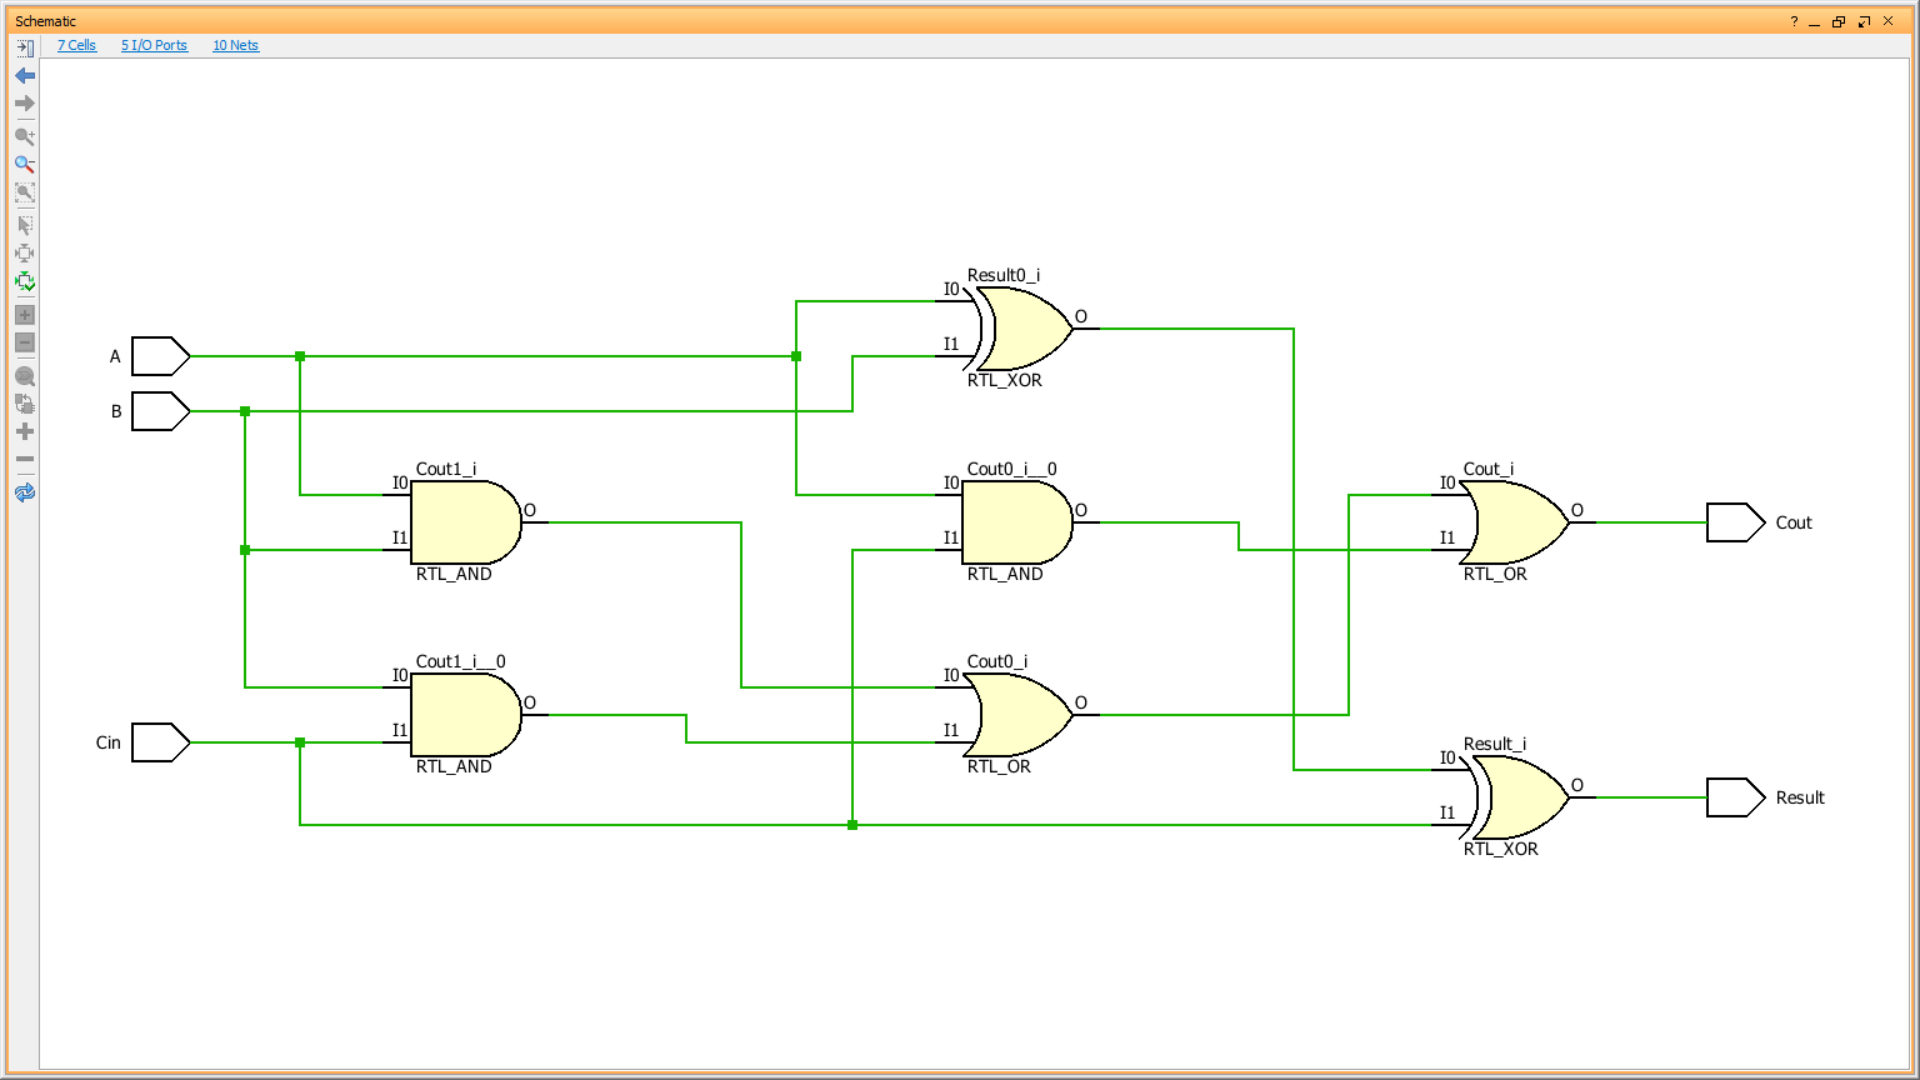 Schematic
7 Cells 5 I/O Ports 10 Nets
Result0_i
I0
O
I1
RTL_XOR
A
B
Cout1_i
I0
O
I1
RTL_AND
Cout0_i__0
I0
O
I1
RTL_AND
Cout_i
I0
O
I1
RTL_OR
Cout
Cout1_i__0
I0
O
I1
RTL_AND
Cin
Cout0_i
I0
O
I1
RTL_OR
Result_i
I0
O
I1
RTL_XOR
Result